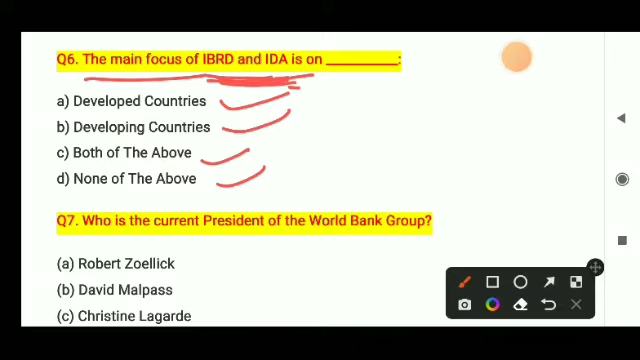 Q6. The main focus of IBRD and IDA is on __________:
a) Developed Countries
b) Developing Countries
c) Both of The Above
d) None of The Above
Q7. Who is the current President of the World Bank Group?
(a) Robert Zoellick
(b) David Malpass
(c) Christine Lagarde